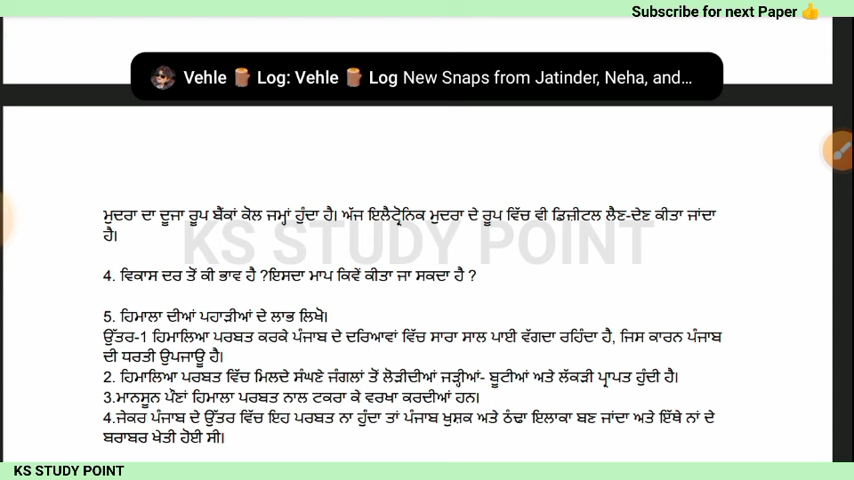 Subscribe for next Paper 👍
Vehle 🪵 Log: Vehle 🪵 Log New Snaps from Jatinder, Neha, and...
ਮੁਦਰਾ ਦਾ ਦੂਜਾ ਰੂਪ ਬੈਂਕਾਂ ਕੋਲ ਜਮ੍ਹਾਂ ਹੁੰਦਾ ਹੈ। ਅੱਜ ਇਲੈਟ੍ਰੋਨਿਕ ਮੁਦਰਾ ਦੇ ਰੂਪ ਵਿੱਚ ਵੀ ਡਿਜ਼ੀਟਲ ਲੈਣ-ਦੇਣ ਕੀਤਾ ਜਾਂਦਾ
ਹੈ।
KS STUDY POINT
4. ਵਿਕਾਸ ਦਰ ਤੋਂ ਕੀ ਭਾਵ ਹੈ ?ਇਸਦਾ ਮਾਪ ਕਿਵੇਂ ਕੀਤਾ ਜਾ ਸਕਦਾ ਹੈ ?
5. ਹਿਮਾਲਾ ਦੀਆਂ ਪਹਾੜੀਆਂ ਦੇ ਲਾਭ ਲਿਖੋ।
ਉੱਤਰ-1 ਹਿਮਾਲਿਆ ਪਰਬਤ ਕਰਕੇ ਪੰਜਾਬ ਦੇ ਦਰਿਆਵਾਂ ਵਿੱਚ ਸਾਰਾ ਸਾਲ ਪਾਣੀ ਵੱਗਦਾ ਰਹਿੰਦਾ ਹੈ, ਜਿਸ ਕਾਰਨ ਪੰਜਾਬ
ਦੀ ਧਰਤੀ ਉਪਜਾਊ ਹੈ।
2. ਹਿਮਾਲਿਆ ਪਰਬਤ ਵਿੱਚ ਮਿਲਦੇ ਸੰਘਣੇ ਜੰਗਲਾਂ ਤੋਂ ਲੋੜੀਦੀਆਂ ਜੜ੍ਹੀਆਂ- ਬੂਟੀਆਂ ਅਤੇ ਲੱਕੜੀ ਪ੍ਰਾਪਤ ਹੁੰਦੀ ਹੈ।
3.ਮਾਨਸੂਨ ਪੌਣਾਂ ਹਿਮਾਲਾ ਪਰਬਤ ਨਾਲ ਟਕਰਾ ਕੇ ਵਰਖਾ ਕਰਦੀਆਂ ਹਨ।
4.ਜੇਕਰ ਪੰਜਾਬ ਦੇ ਉੱਤਰ ਵਿੱਚ ਇਹ ਪਰਬਤ ਨਾ ਹੁੰਦਾ ਤਾਂ ਪੰਜਾਬ ਖੁਸ਼ਕ ਅਤੇ ਠੰਢਾ ਇਲਾਕਾ ਬਣ ਜਾਂਦਾ ਅਤੇ ਇੱਥੇ ਨਾਂ ਦੇ
ਬਰਾਬਰ ਖੇਤੀ ਹੋਈ ਸੀ।
KS STUDY POINT